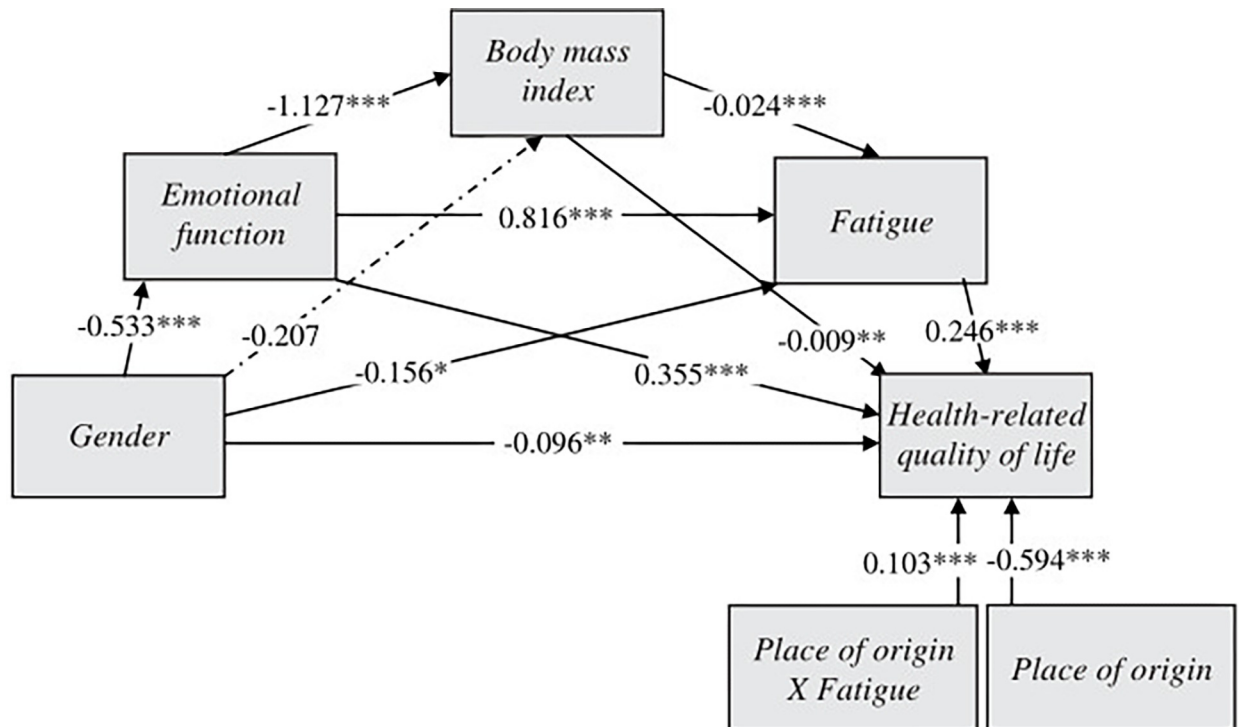 Body mass
index
-1.127***
-0.024***
Emotional
function
0.816***
Fatigue
-0.533***
-0.207
-0.009**
0.246***
-0.156*
0.355***
Gender
-0.096**
Health-related
quality of life
0.103***
-0.594***
Place of origin
X Fatigue
Place of origin